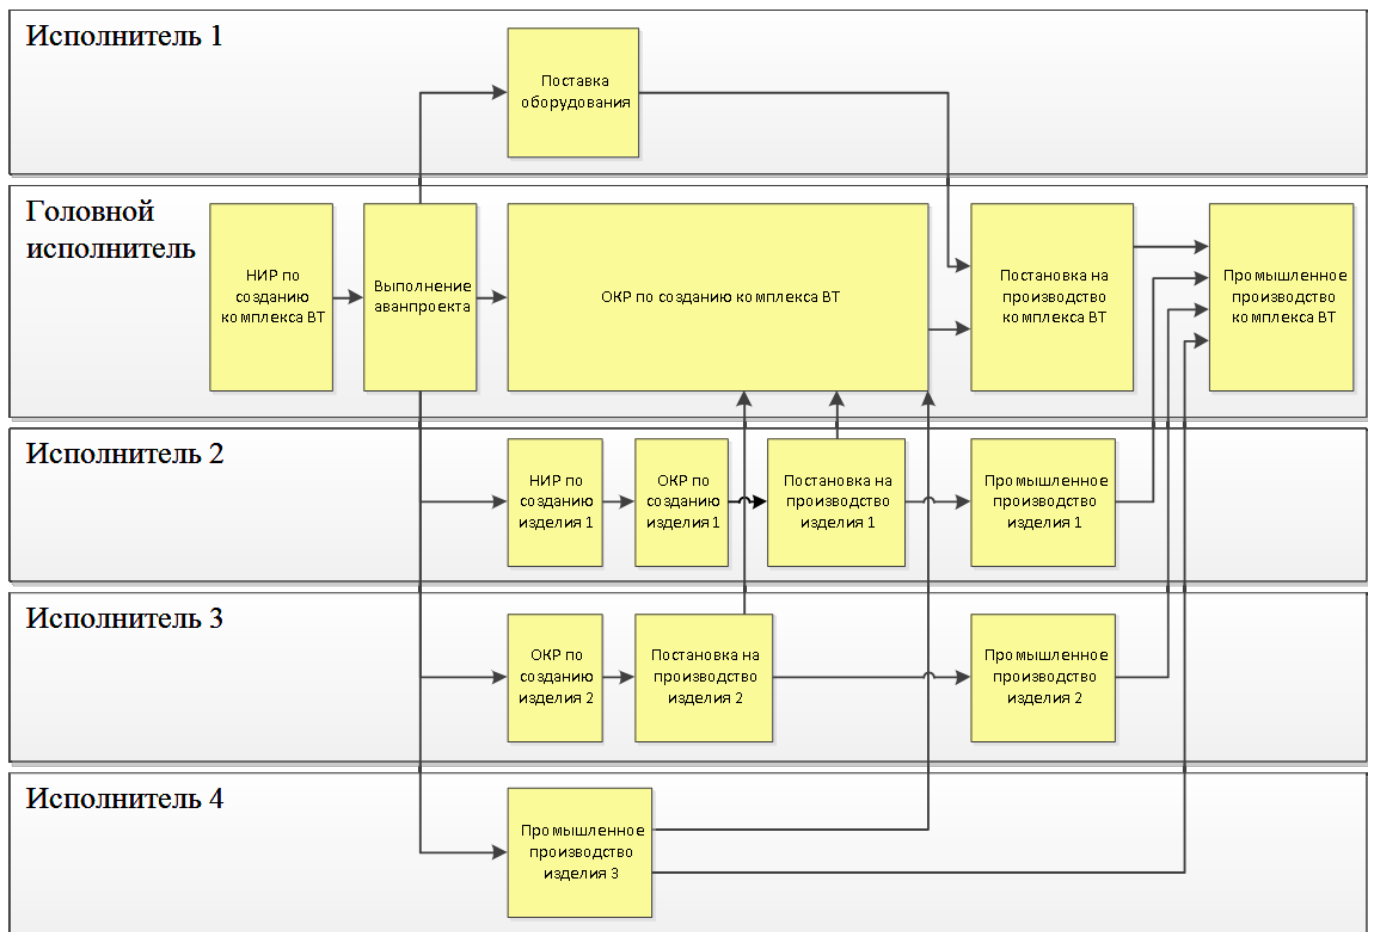 Исполнитель 1
Поставка
оборудования
Головной
исполнитель
НИР по
созданию
комплекса ВТ
Выполнение
аванпроекта
ОКР по созданию комплекса ВТ
Постановка на
производство
комплекса ВТ
Промышленное
производство
комплекса ВТ
Исполнитель 2
НИР по
созданию
изделия 1
ОКР по
созданию
изделия 1
Постановка на
производство
изделия 1
Промышленное
производство
изделия 1
Исполнитель 3
ОКР по
созданию
изделия 2
Постановка на
производство
изделия 2
Промышленное
производство
изделия 2
Исполнитель 4
Промышленное
производство
изделия 3